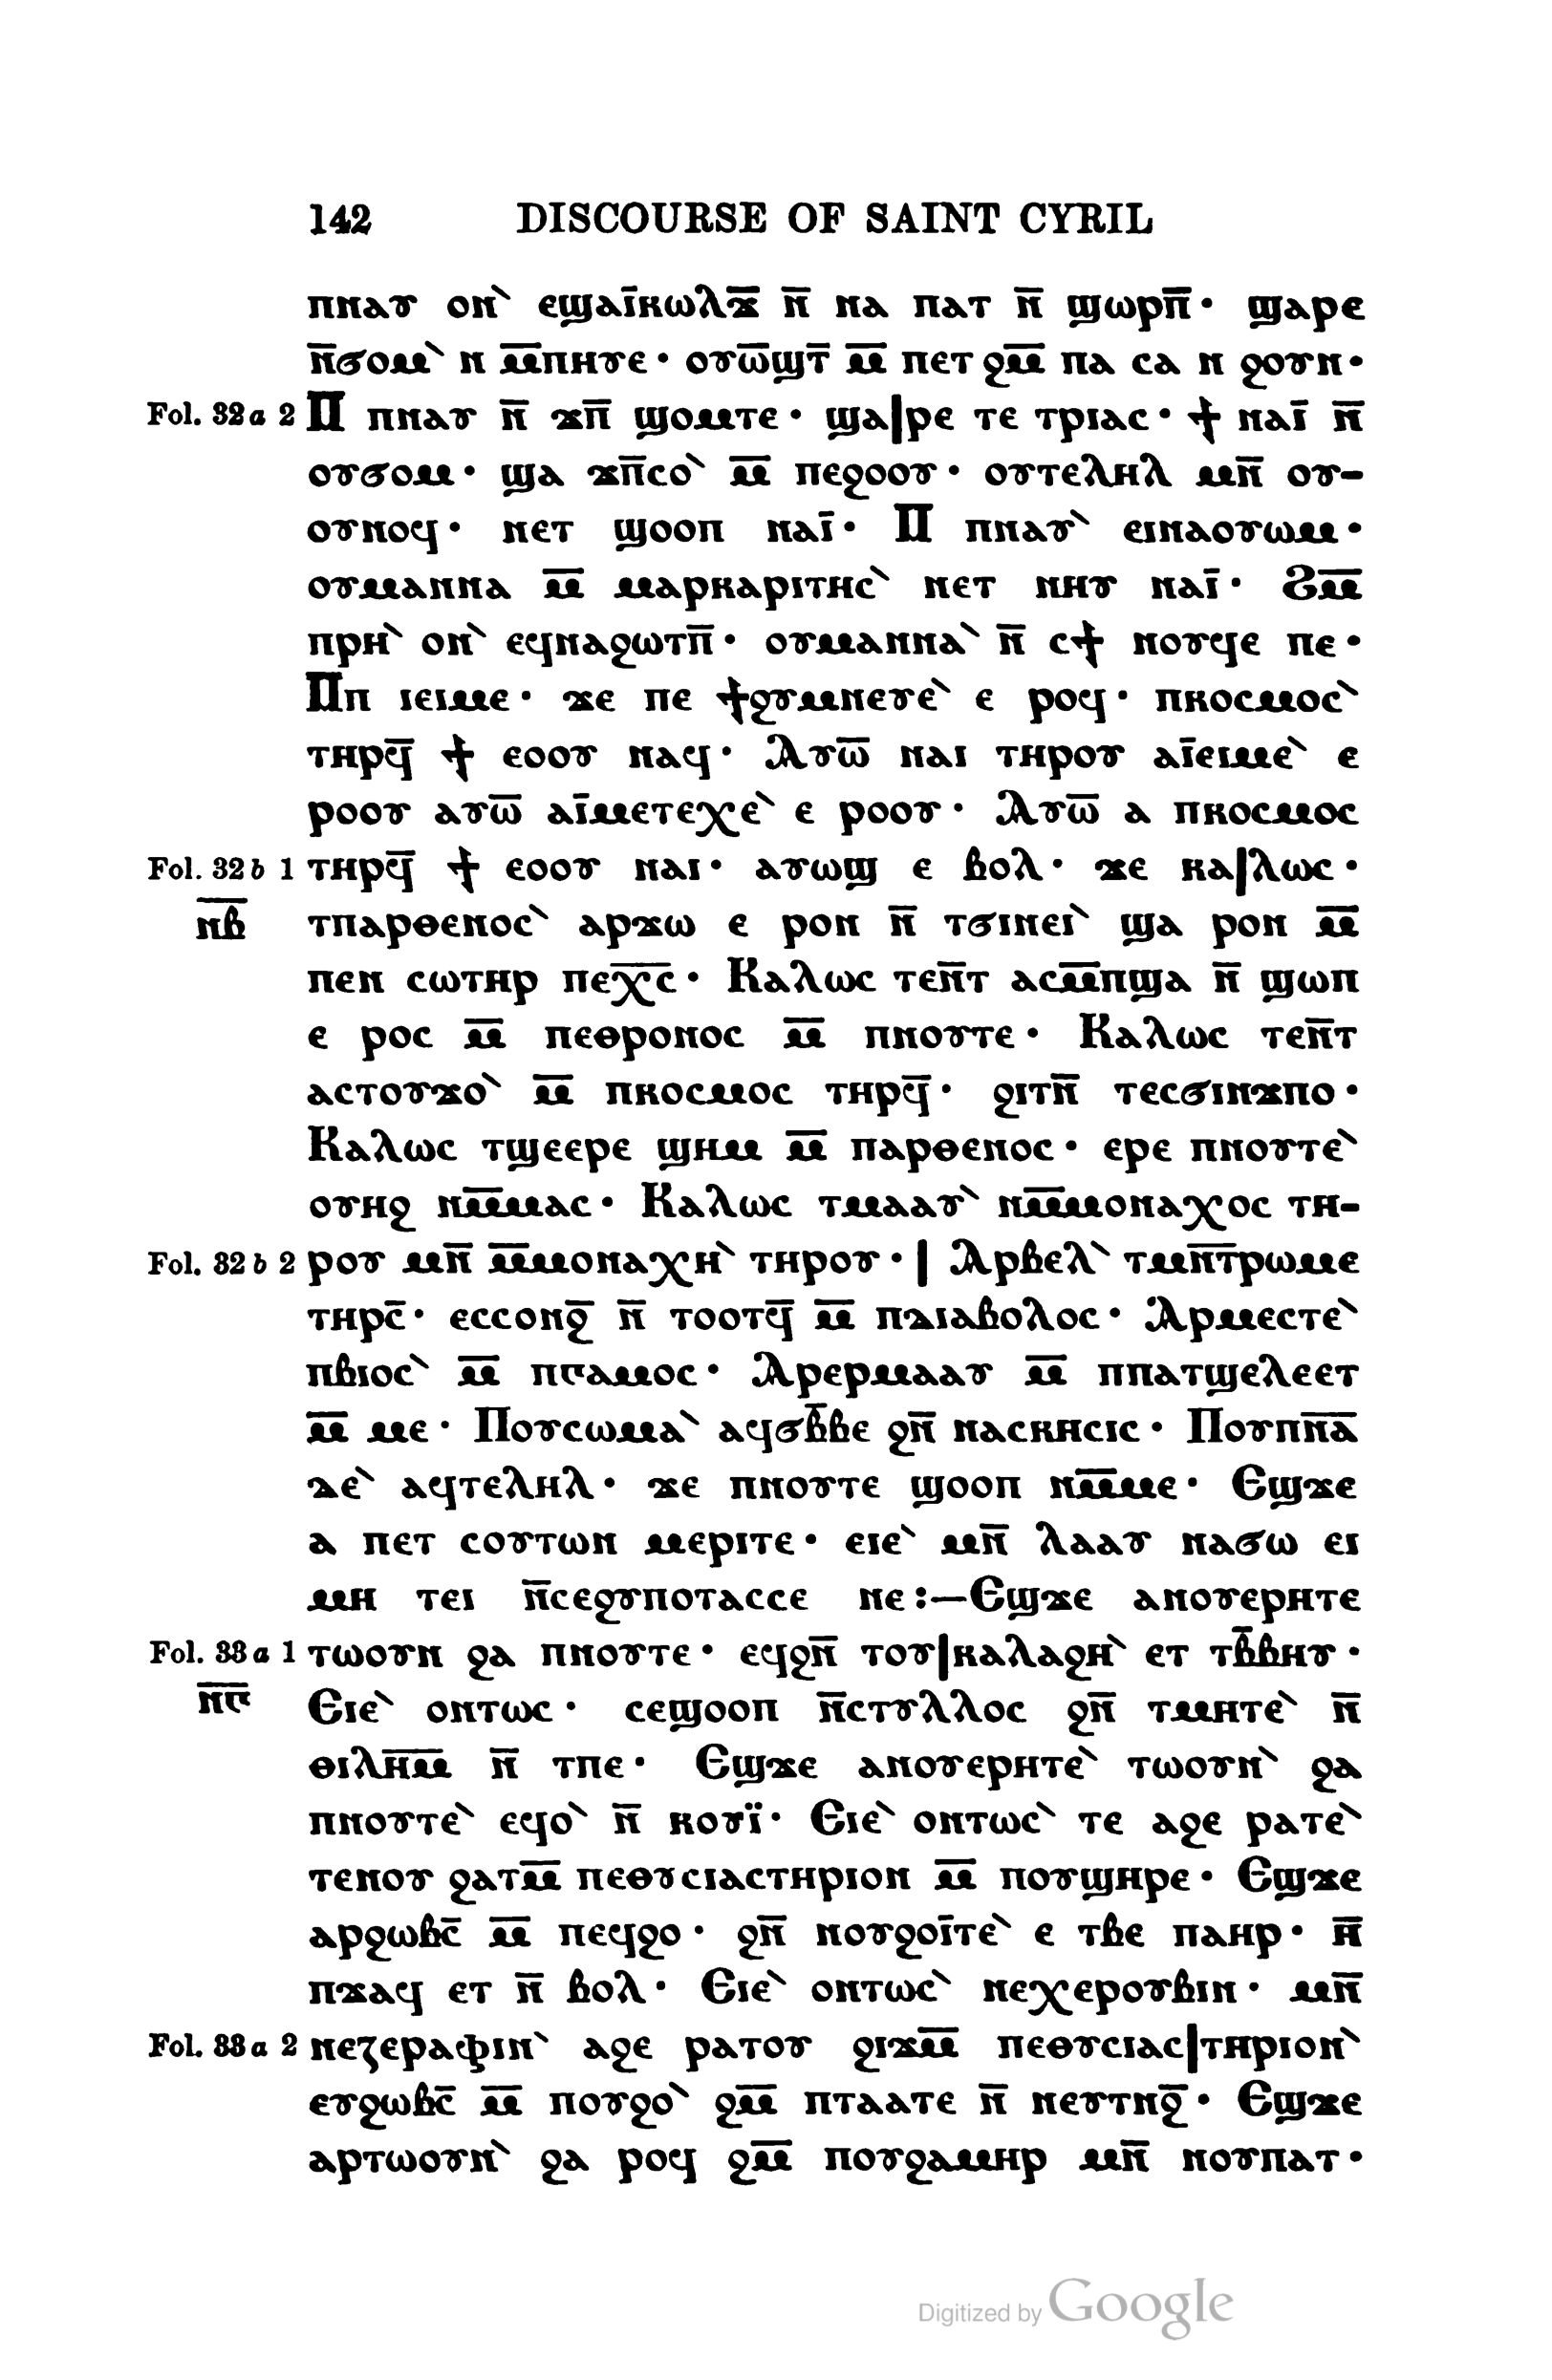 142 DISCOURSE OF SAINT CYRIL
ⲡⲛⲁⲩ ⲟⲛ̀ ⲉϣⲁⲓ̄ⲕⲱⲗϫ̄ ⲛ̄ ⲛⲁ ⲡⲁⲧ ⲛ̄ ϣⲱⲣⲡ̄· ϣⲁⲣⲉ
ⲛ̄ϭⲟⲙ̀ ⲛ ⲙ̄ⲡⲏⲩⲉ· ⲟⲩⲱ̄ϣⲧ̄ ⲙ̄ ⲡⲉⲧ ϩⲙ̄ ⲡⲁ ⲥⲁ ⲛ ϩⲟⲩⲛ·
Fol. 32 a 2 Ⲙ ⲡⲛⲁⲩ ⲛ̄ ϫⲡ̄ ϣⲟⲙⲧⲉ· ϣⲁ|ⲣⲉ ⲧⲉ ⲧⲣⲓⲁⲥ· ϯ ⲛⲁⲓ̄ ⲛ̄
ⲟⲩϭⲟⲙ· ϣⲁ ϫⲡ̄ⲥⲟ̀ ⲙ̄ ⲡⲉϩⲟⲟⲩ· ⲟⲩⲧⲉⲗⲏⲗ ⲙⲛ̄ ⲟⲩ-
ⲟⲩⲛⲟϥ· ⲛⲉⲧ ϣⲟⲟⲡ ⲛⲁⲓ̄· Ⲙ ⲡⲛⲁⲩ̀ ⲉⲓⲛⲁⲟⲩⲱⲙ·
ⲟⲩⲙⲁⲛⲛⲁ ⲙ̄ ⲙⲁⲣⲕⲁⲣⲓⲧⲏⲥ̀ ⲛⲉⲧ ⲛⲏⲩ ⲛⲁⲓ̄· Ϩⲙ̄
ⲡⲣⲏ̀ ⲟⲛ̀ ⲉϥⲛⲁϩⲱⲧⲡ̄· ⲟⲩⲙⲁⲛⲛⲁ̀ ⲛ̄ ⲥϯ ⲛⲟⲩϥⲉ ⲡⲉ·
Ⲙⲡ ⲓⲉⲓⲙⲉ· ϫⲉ ⲡⲉ ϯϩⲩⲙⲛⲉⲩⲉ̀ ⲉ ⲣⲟϥ· ⲡⲕⲟⲥⲙⲟⲥ̀
ⲧⲏⲣϥ̄ ϯ ⲉⲟⲟⲩ ⲛⲁϥ· Ⲁⲩⲱ̄ ⲛⲁⲓ ⲧⲏⲣⲟⲩ ⲁⲓ̄ⲉⲓⲙⲉ̀ ⲉ
ⲣⲟⲟⲩ ⲁⲩⲱ̄ ⲁⲓ̄ⲙⲉⲧⲉⲭⲉ̀ ⲉ ⲣⲟⲟⲩ· Ⲁⲩⲱ̄ ⲁ ⲡⲕⲟⲥⲙⲟⲥ
Fol. 32 b 1 ⲧⲏⲣϥ̄ ϯ ⲉⲟⲟⲩ ⲛⲁⲓ· ⲁⲩⲱϣ ⲉ ⲃⲟⲗ· ϫⲉ ⲕⲁ|ⲗⲱⲥ·
ⲛ̄ⲃ̄ ⲧⲡⲁⲣⲑⲉⲛⲟⲥ̀ ⲁⲣϫⲱ ⲉ ⲣⲟⲛ ⲛ̄ ⲧϭⲓⲛⲉⲓ̀ ϣⲁ ⲣⲟⲛ ⲙ̄
ⲡⲉⲛ ⲥⲱⲧⲏⲣ ⲡⲉⲭ̄ⲥ̄· Ⲕⲁⲗⲱⲥ ⲧⲉⲛ̄ⲧ ⲁⲥⲙ̄ⲡϣⲁ ⲛ̄ ϣⲱⲡ
ⲉ ⲣⲟⲥ ⲙ̄ ⲡⲉⲑⲣⲟⲛⲟⲥ ⲙ̄ ⲡⲛⲟⲩⲧⲉ· Ⲕⲁⲗⲱⲥ ⲧⲉⲛ̄ⲧ
ⲁⲥⲧⲟⲩϫⲟ̀ ⲙ̄ ⲡⲕⲟⲥⲙⲟⲥ ⲧⲏⲣϥ̄· ϩⲓⲧⲛ̄ ⲧⲉⲥϭⲓⲛϫⲡⲟ·
Ⲕⲁⲗⲱⲥ ⲧϣⲉⲉⲣⲉ ϣⲏⲙ ⲙ̄ ⲡⲁⲣⲑⲉⲛⲟⲥ· ⲉⲣⲉ ⲡⲛⲟⲩⲧⲉ̀
ⲟⲩⲏϩ ⲛⲙ̄ⲙⲁⲥ· Ⲕⲁⲗⲱⲥ ⲧⲙⲁⲁⲩ̀ ⲛⲙ̄ⲙⲟⲛⲁⲭⲟⲥ ⲧⲏ-
Fol. 32 b 2 ⲣⲟⲩ ⲙⲛ̄ ⲙ̄ⲙⲟⲛⲁⲭⲏ̀ ⲧⲏⲣⲟⲩ·| Ⲁⲣⲃⲉⲗ̀ ⲧⲙⲛ̄ⲧ̄ⲣⲱⲙⲉ
ⲧⲏⲣⲥ̄· ⲉⲥⲥⲟⲛϩ̄ ⲛ̄ ⲧⲟⲟⲧϥ̄ ⲙ̄ ⲡⲇⲓⲁⲃⲟⲗⲟⲥ· Ⲁⲣⲙⲉⲥⲧⲉ̀
ⲡⲃⲓⲟⲥ̀ ⲙ̄ ⲡⲅⲁⲙⲟⲥ· Ⲁⲣⲉⲣⲙⲁⲁⲩ ⲙ̄ ⲡⲡⲁⲧϣⲉⲗⲉⲉⲧ
ⲙ̄ ⲙⲉ· Ⲡⲟⲩⲥⲱⲙⲁ̀ ⲁϥϭⲃ̄ⲃⲉ ϩⲛ̄ ⲛⲁⲥⲕⲏⲥⲓⲥ· Ⲡⲟⲩⲡⲛ̄ⲁ̄
ⲇⲉ̀ ⲁϥⲧⲉⲗⲏⲗ· ϫⲉ ⲡⲛⲟⲩⲧⲉ ϣⲟⲟⲡ ⲛⲙ̄ⲙⲉ· Ⲉϣϫⲉ
ⲁ ⲡⲉⲧ ⲥⲟⲩⲧⲱⲛ ⲙⲉⲣⲓⲧⲉ· ⲉⲓⲉ̀ ⲙⲛ̄ ⲗⲁⲁⲩ ⲛⲁϭⲱ ⲉⲓ
ⲙⲏ ⲧⲉⲓ ⲛ̄ⲥⲉϩⲩⲡⲟⲧⲁⲥⲥⲉ ⲛⲉ:—Ⲉϣϫⲉ ⲁⲛⲟⲩⲉⲣⲏⲧⲉ
Fol. 33 a 1 ⲧⲱⲟⲩⲛ ϩⲁ ⲡⲛⲟⲩⲧⲉ· ⲉϥϩⲛ̄ ⲧⲟⲩ|ⲕⲁⲗⲁϩⲏ̀ ⲉⲧ ⲧⲃ̄ⲃⲏⲩ·
ⲛ̄ⲅ̄ Ⲉⲓⲉ̀ ⲟⲛⲧⲱⲥ· ⲥⲉϣⲟⲟⲡ ⲛ̄ⲥⲧⲩⲗⲗⲟⲥ ϩⲛ̄ ⲧⲙⲏⲧⲉ̀ ⲛ̄
ⲑⲓⲗⲏ̄ⲙ̄ ⲛ̄ ⲧⲡⲉ· Ⲉϣϫⲉ ⲁⲛⲟⲩⲉⲣⲏⲧⲉ̀ ⲧⲱⲟⲩⲛ̀ ϩⲁ
ⲡⲛⲟⲩⲧⲉ̀ ⲉϥⲟ̀ ⲛ̄ ⲕⲟⲩⲓ̈· Ⲉⲓⲉ̀ ⲟⲛⲧⲱⲥ̀ ⲧⲉ ⲁϩⲉ ⲣⲁⲧⲉ̀
ⲧⲉⲛⲟⲩ ϩⲁⲧⲙ̄ ⲡⲉⲑⲩⲥⲓⲁⲥⲧⲏⲣⲓⲟⲛ ⲙ̄ ⲡⲟⲩϣⲏⲣⲉ· Ⲉϣϫⲉ
ⲁⲣϩⲱⲃⲥ̄ ⲙ̄ ⲡⲉϥϩⲟ· ϩⲛ̄ ⲛⲟⲩϩⲟⲓ̄ⲧⲉ̀ ⲉ ⲧⲃⲉ ⲡⲁⲏⲣ· ⲏ̄
ⲡϫⲁϥ ⲉⲧ ⲛ̄ ⲃⲟⲗ· Ⲉⲓⲉ̀ ⲟⲛⲧⲱⲥ̀ ⲛⲉⲭⲉⲣⲟⲩⲃⲓⲛ· ⲙⲛ̄
Fol. 33 a 2 ⲛⲉⲍⲉⲣⲁⲫⲓⲛ̀ ⲁϩⲉ ⲣⲁⲧⲟⲩ ϩⲓϫⲙ̄ ⲡⲉⲑⲩⲥⲓⲁⲥ|ⲧⲏⲣⲓⲟⲛ̀
ⲉⲩϩⲱⲃⲥ̄ ⲙ̄ ⲡⲟⲩϩⲟ̀ ϩⲙ̄ ⲡⲧⲁⲁⲧⲉ ⲛ̄ ⲛⲉⲩⲧⲛϩ̄· Ⲉϣϫⲉ
ⲁⲣⲧⲱⲟⲩⲛ̀ ϩⲁ ⲣⲟϥ ϩⲙ̄ ⲡⲟⲩϩⲁⲙⲏⲣ ⲙⲛ̄ ⲛⲟⲩⲡⲁⲧ·
Digitized by Google